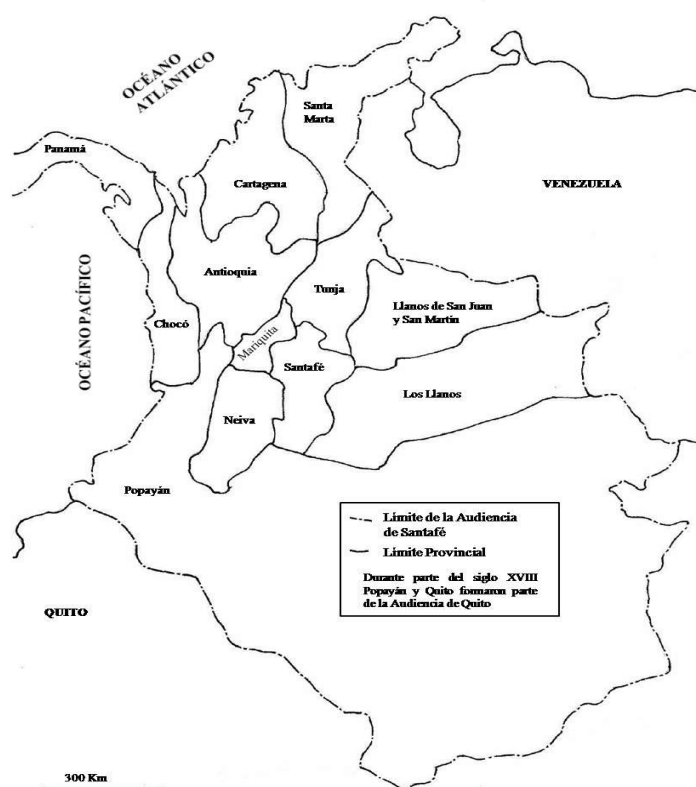 OCÉANO
ATLÁNTICO
Santa
Marta
Panamá
Cartagena
VENEZUELA
OCÉANO PACÍFICO
Antioquia
Tunja
Llanos de San Juan
y San Martín
Chocó
Mariquita
Santafé
Los Llanos
Neiva
Popayán
Límite de la Audiencia
de Santafé
Límite Provincial
Durante parte del siglo XVIII
Popayán y Quito formaron parte
de la Audiencia de Quito
QUITO
300 Km